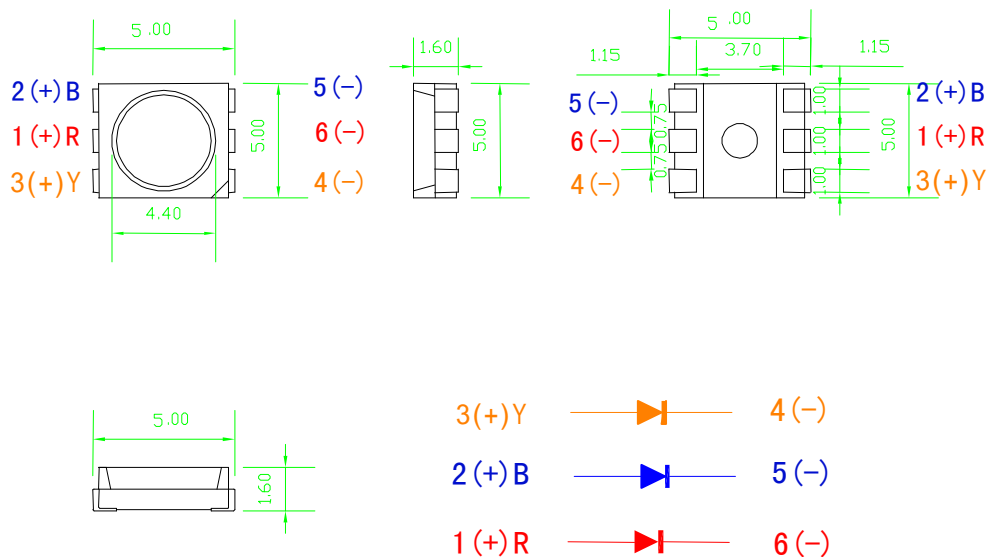 5.00
2(+)B
1(+)R
3(+)Y
5.00
4.40
5(-)
6(-)
4(-)
1.60
5.00
5.00
1.15
3.70
1.15
5(-)
6(-)
4(-)
0.75
0.75
1.00
1.00
1.00
5.00
2(+)B
1(+)R
3(+)Y
5.00
1.60
3(+)Y 4(-)
2(+)B 5(-)
1(+)R 6(-)